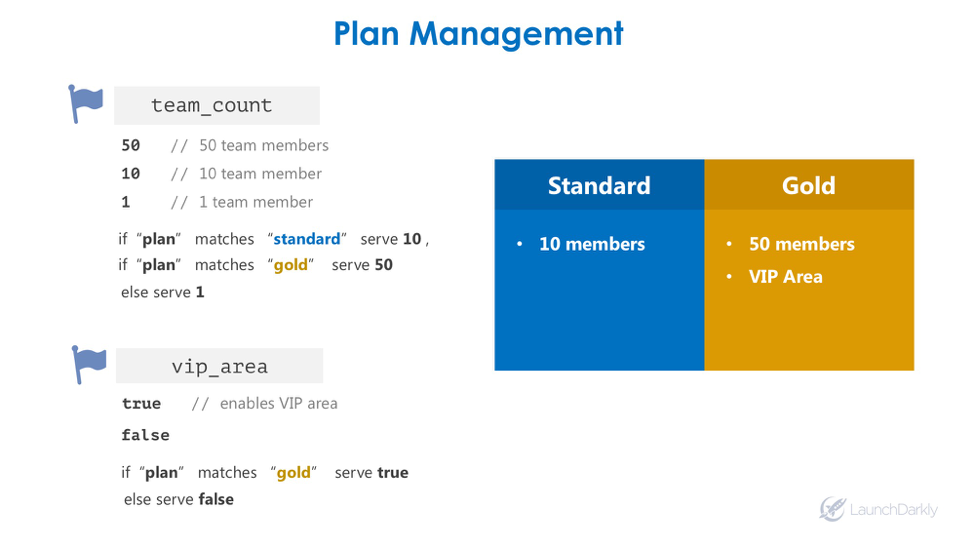 Plan Management
team_count
50 // 50 team members
10 // 10 team member
1 // 1 team member
if “plan” matches “standard” serve 10 ,
if “plan” matches “gold” serve 50
else serve 1
vip_area
true // enables VIP area
false
if “plan” matches “gold” serve true
else serve false
Standard
• 10 members
Gold
• 50 members
• VIP Area
LaunchDarkly